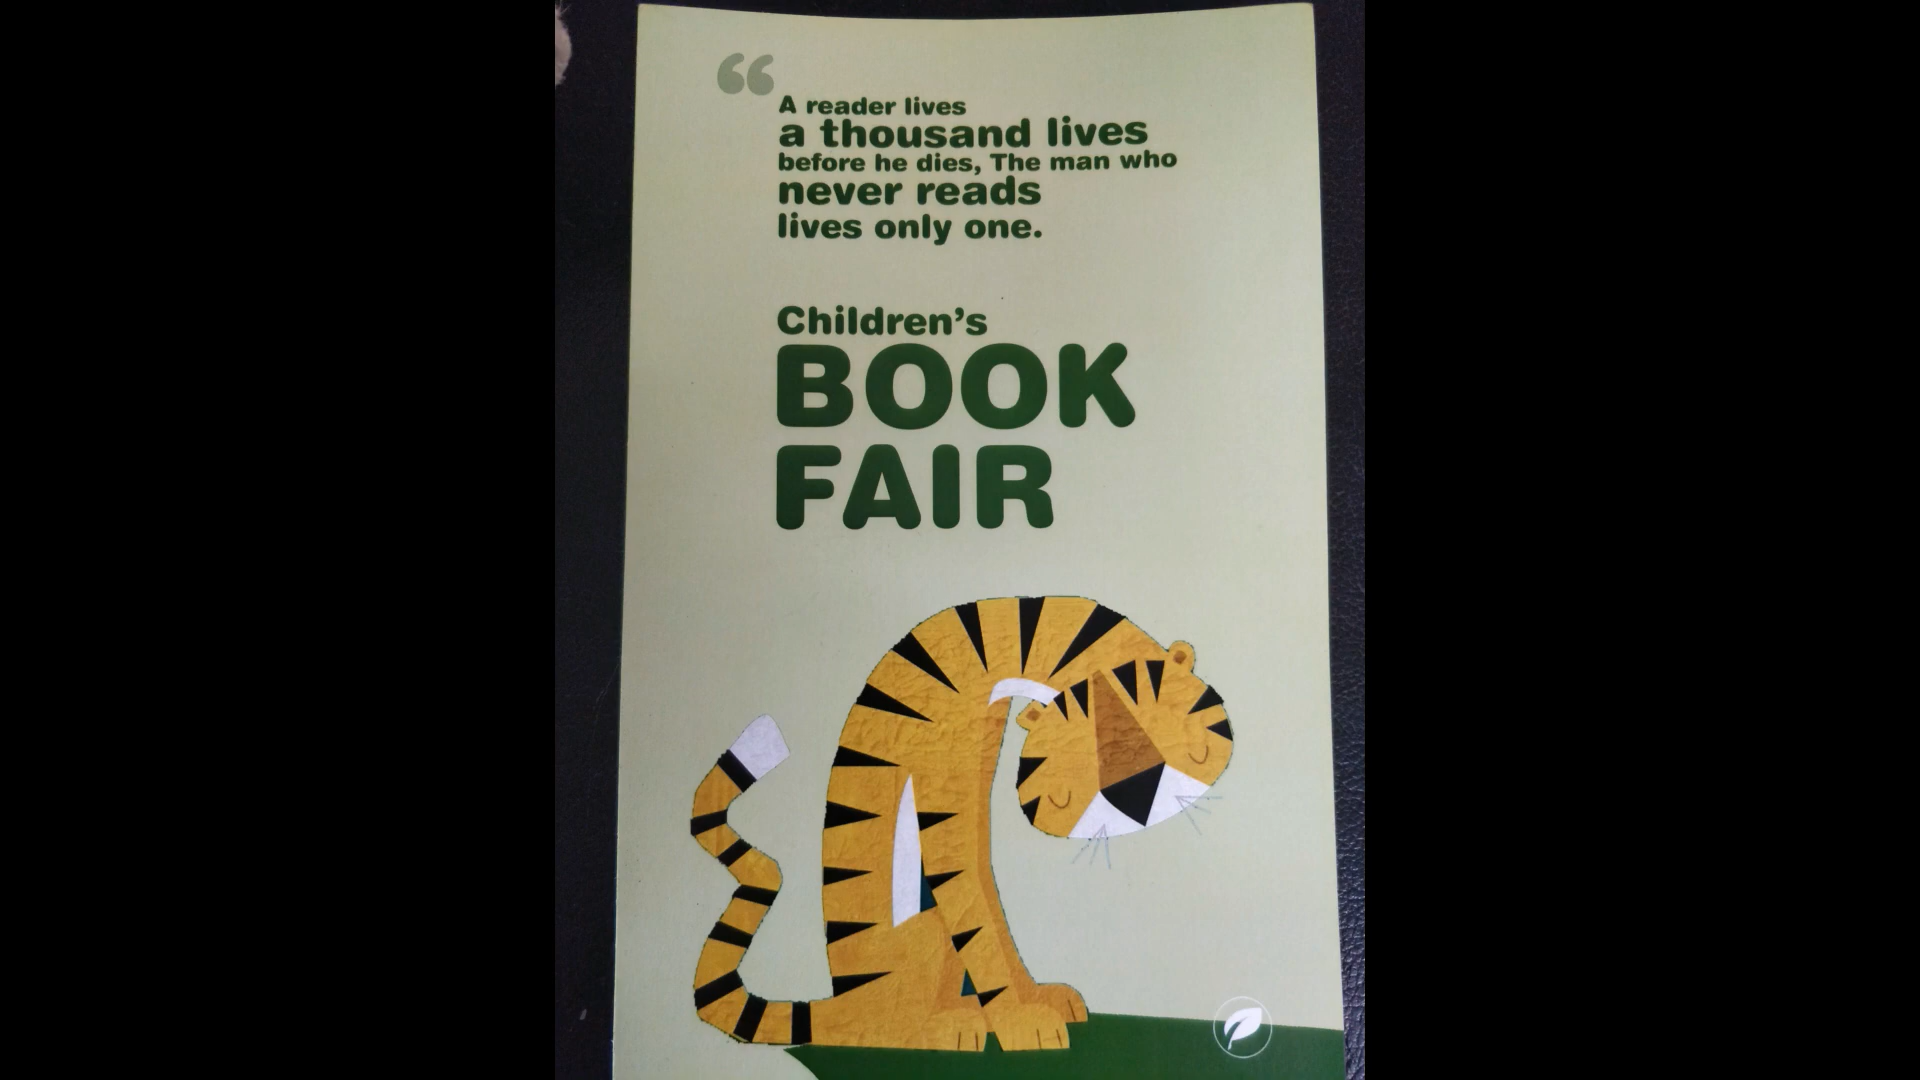 “
A reader lives
a thousand lives
before he dies, The man who
never reads
lives only one.
Children’s
BOOK
FAIR